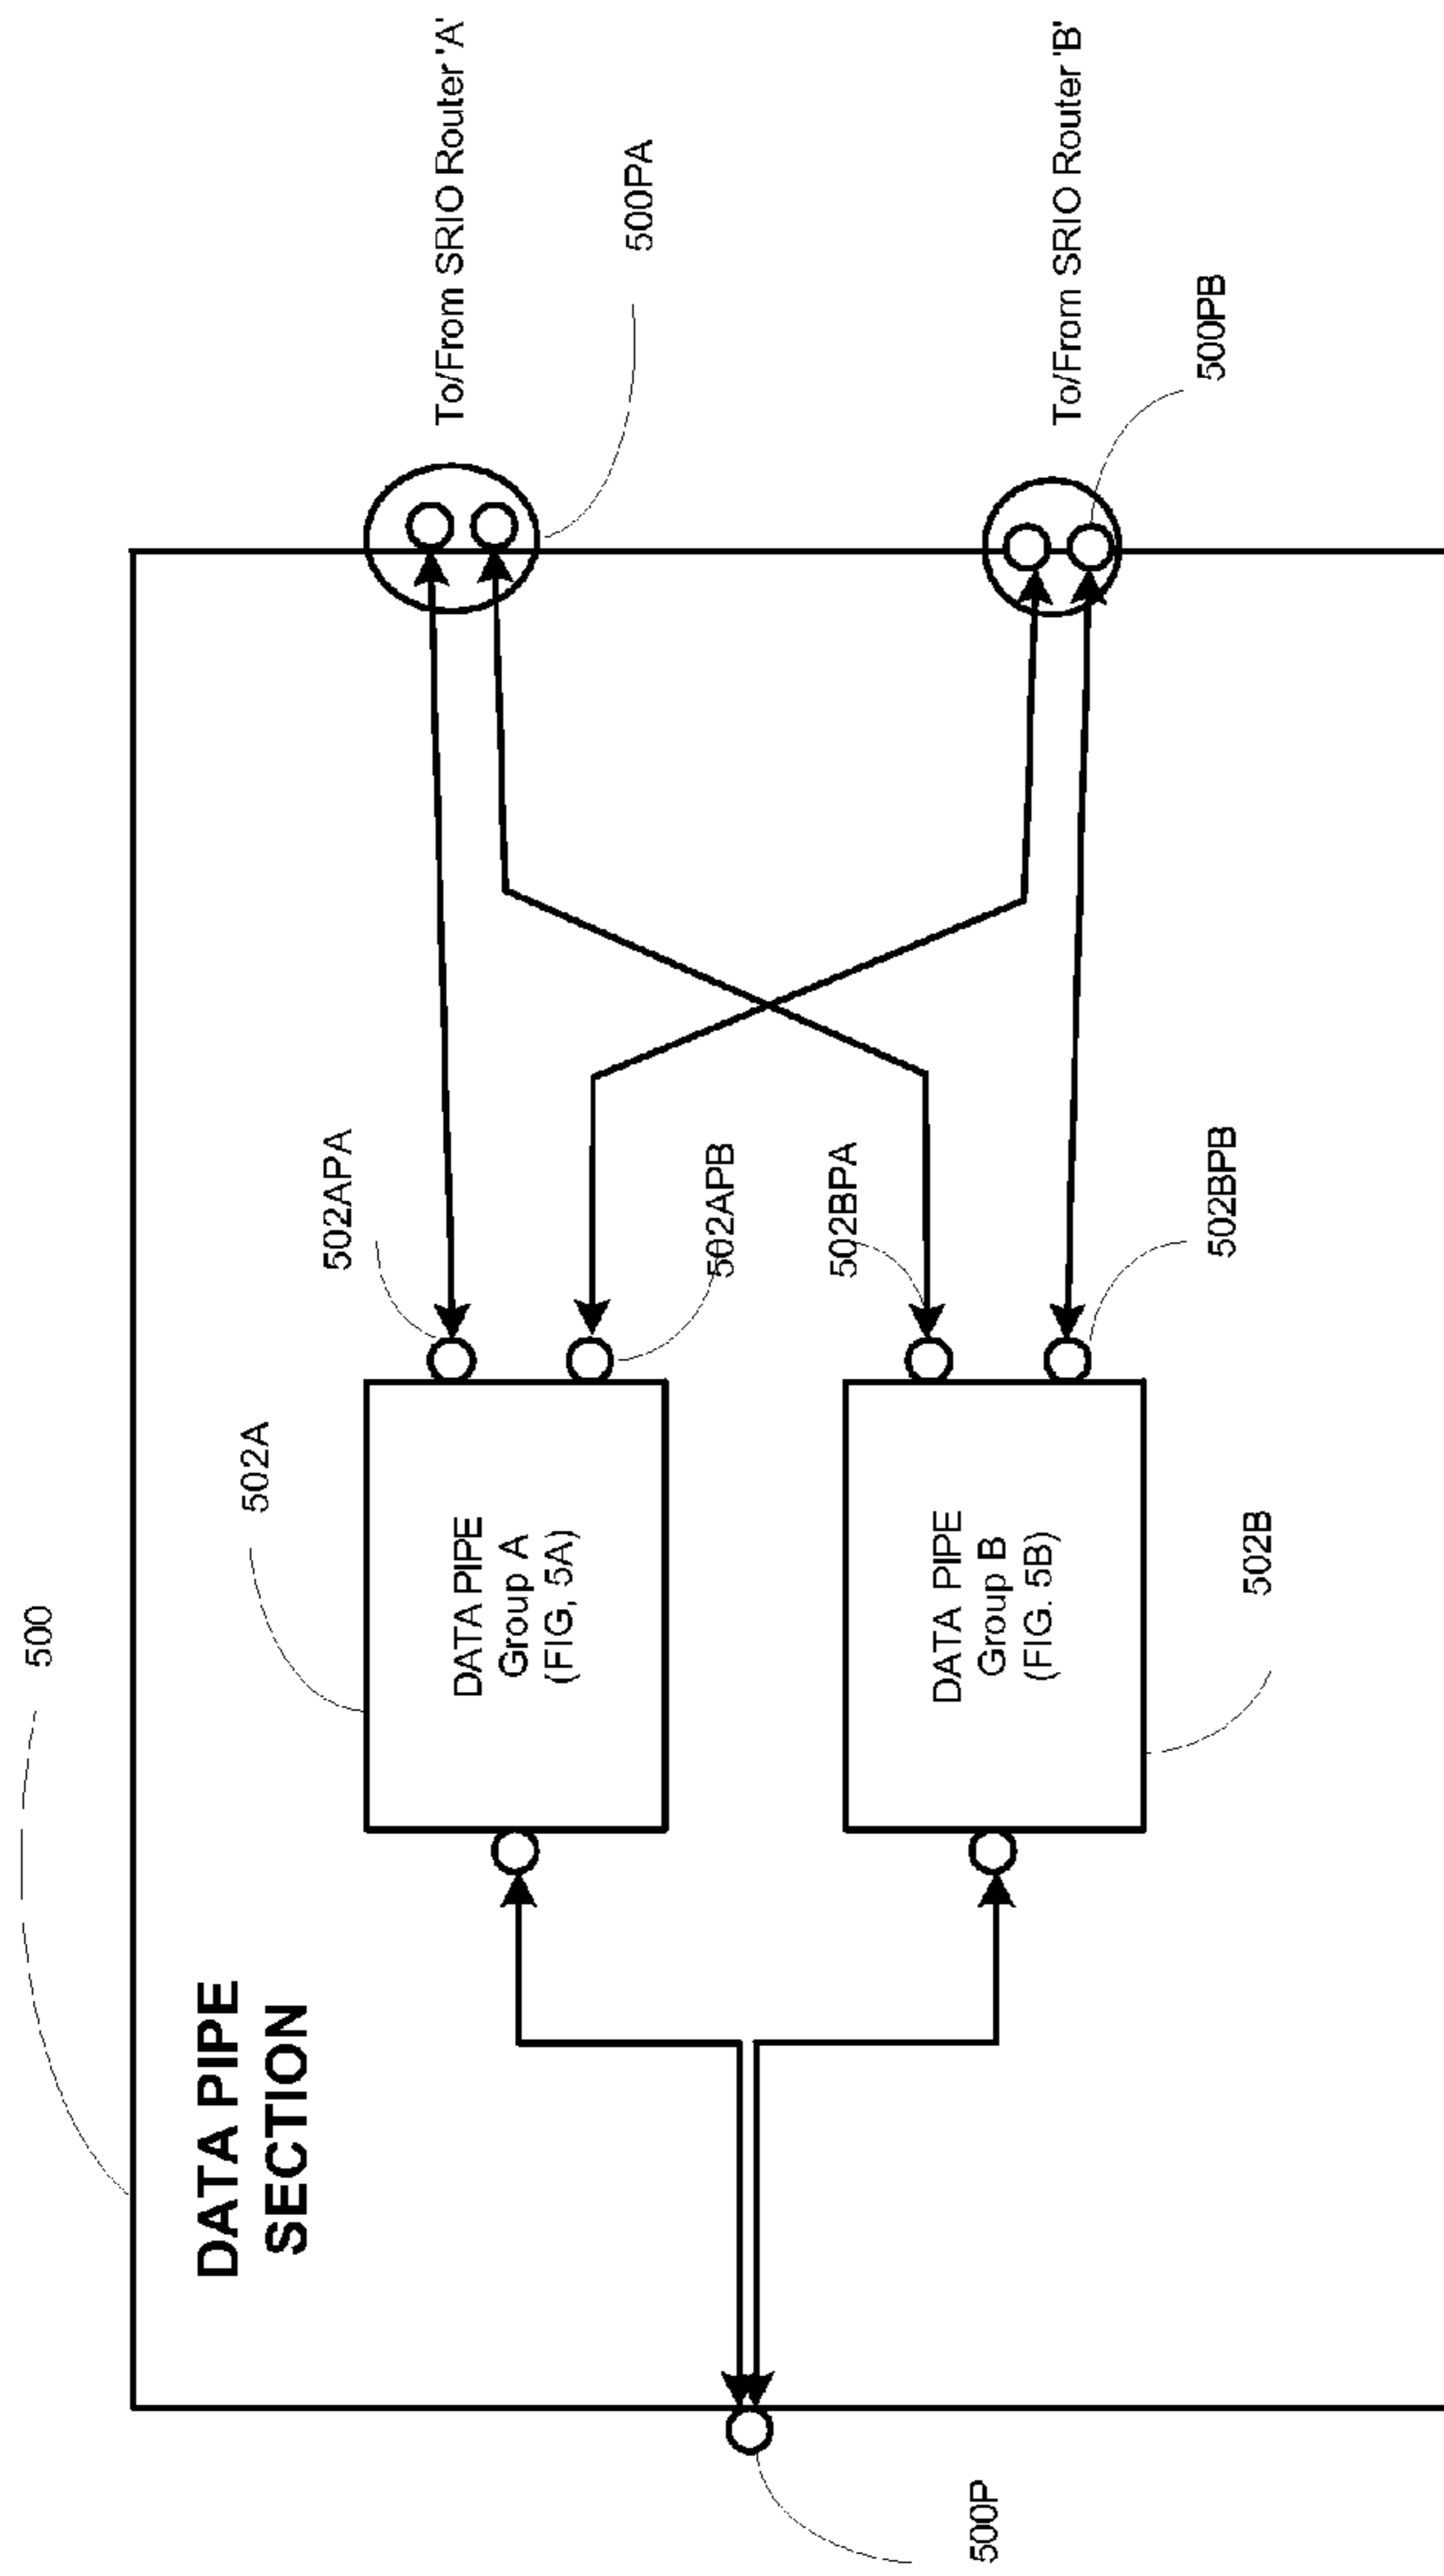 500
DATA PIPE
SECTION
502A
502APA
To/From SRIO Router 'A'
500PA
DATA PIPE
Group A
(FIG, 5A)
502APB
502BPA
500P
DATA PIPE
Group B
(FIG. 5B)
502B
502BPB
To/From SRIO Router 'B'
500PB